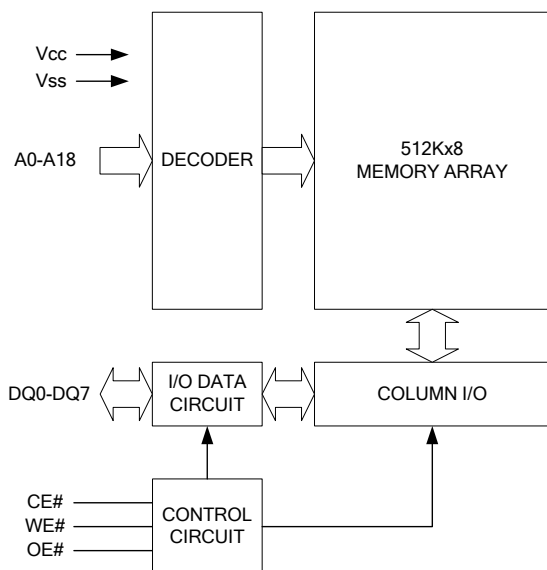 Vcc
Vss
A0-A18
DECODER
512Kx8
MEMORY ARRAY
DQ0-DQ7
I/O DATA
CIRCUIT
COLUMN I/O
CE#
WE#
OE#
CONTROL
CIRCUIT